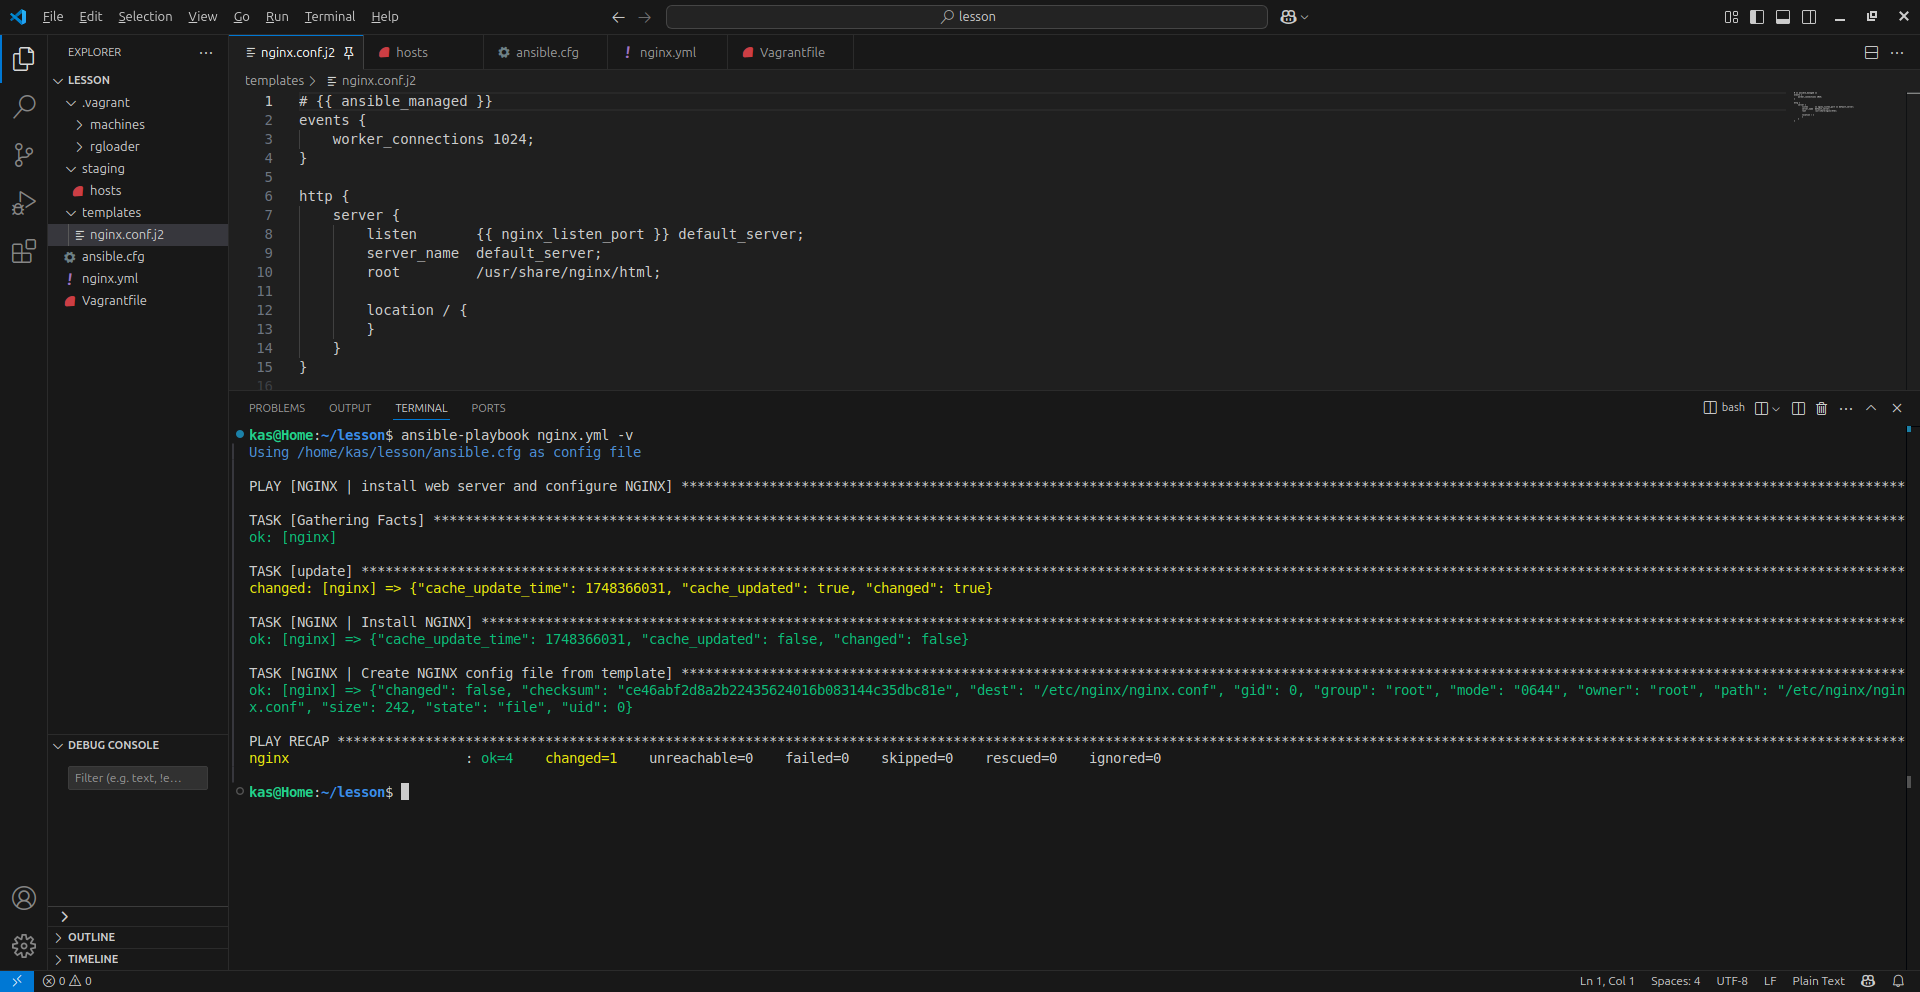 File Edit Selection View Go Run Terminal Help
lesson
EXPLORER
LESSON
.vagrant
machines
rgloader
staging
hosts
templates
nginx.conf.j2
ansible.cfg
nginx.yml
Vagrantfile
DEBUG CONSOLE
Filter (e.g. text, !e…
OUTLINE
TIMELINE
nginx.conf.j2 hosts ansible.cfg nginx.yml Vagrantfile
templates > nginx.conf.j2
1 # {{ ansible_managed }}
2 events {
3 worker_connections 1024;
4 }
5
6 http {
7 server {
8 listen {{ nginx_listen_port }} default_server;
9 server_name default_server;
10 root /usr/share/nginx/html;
11
12 location / {
13 }
14 }
15 }
16
PROBLEMS OUTPUT TERMINAL PORTS
bash
kas@Home:~/lesson$ ansible-playbook nginx.yml -v
Using /home/kas/lesson/ansible.cfg as config file
PLAY [NGINX | install web server and configure NGINX] *********************************************************************************************************************************************************
TASK [Gathering Facts] ****************************************************************************************************************************************************************************************
ok: [nginx]
TASK [update] *************************************************************************************************************************************************************************************************
changed: [nginx] => {"cache_update_time": 1748366031, "cache_updated": true, "changed": true}
TASK [NGINX | Install NGINX] **********************************************************************************************************************************************************************************
ok: [nginx] => {"cache_update_time": 1748366031, "cache_updated": false, "changed": false}
TASK [NGINX | Create NGINX config file from template] *********************************************************************************************************************************************************
ok: [nginx] => {"changed": false, "checksum": "ce46abf2d8a2b22435624016b083144c35dbc81e", "dest": "/etc/nginx/nginx.conf", "gid": 0, "group": "root", "mode": "0644", "owner": "root", "path": "/etc/nginx/ngin
x.conf", "size": 242, "state": "file", "uid": 0}
PLAY RECAP ****************************************************************************************************************************************************************************************************
nginx : ok=4 changed=1 unreachable=0 failed=0 skipped=0 rescued=0 ignored=0
kas@Home:~/lesson$
0 0
Ln 1, Col 1 Spaces: 4 UTF-8 LF Plain Text